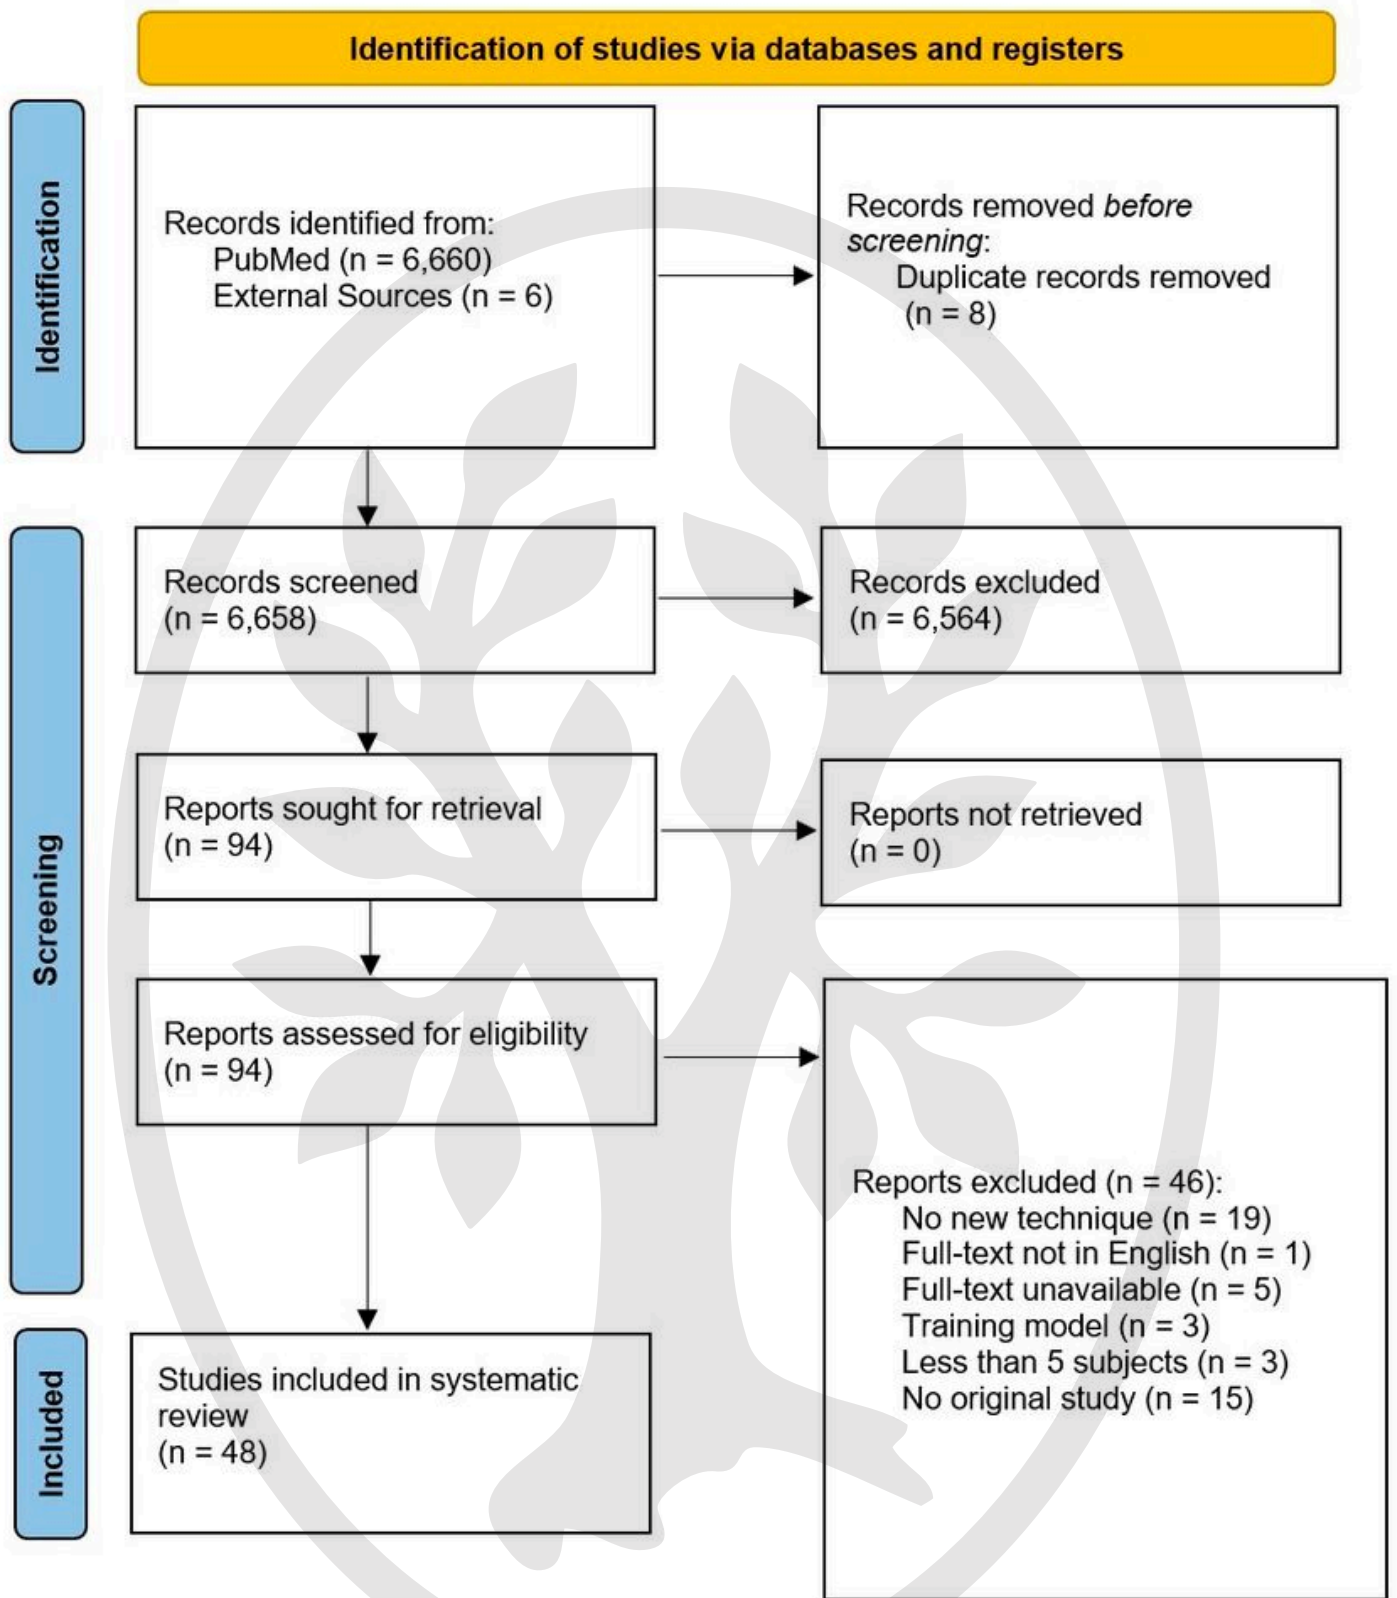 Identification of studies via databases and registers
Identification
Records identified from:
PubMed (n = 6,660)
External Sources (n = 6)
Records removed before
screening:
Duplicate records removed
(n = 8)
Screening
Records screened
(n = 6,658)
Records excluded
(n = 6,564)
Reports sought for retrieval
(n = 94)
Reports not retrieved
(n = 0)
Reports assessed for eligibility
(n = 94)
Reports excluded (n = 46):
No new technique (n = 19)
Full-text not in English (n = 1)
Full-text unavailable (n = 5)
Training model (n = 3)
Less than 5 subjects (n = 3)
No original study (n = 15)
Included
Studies included in systematic
review
(n = 48)